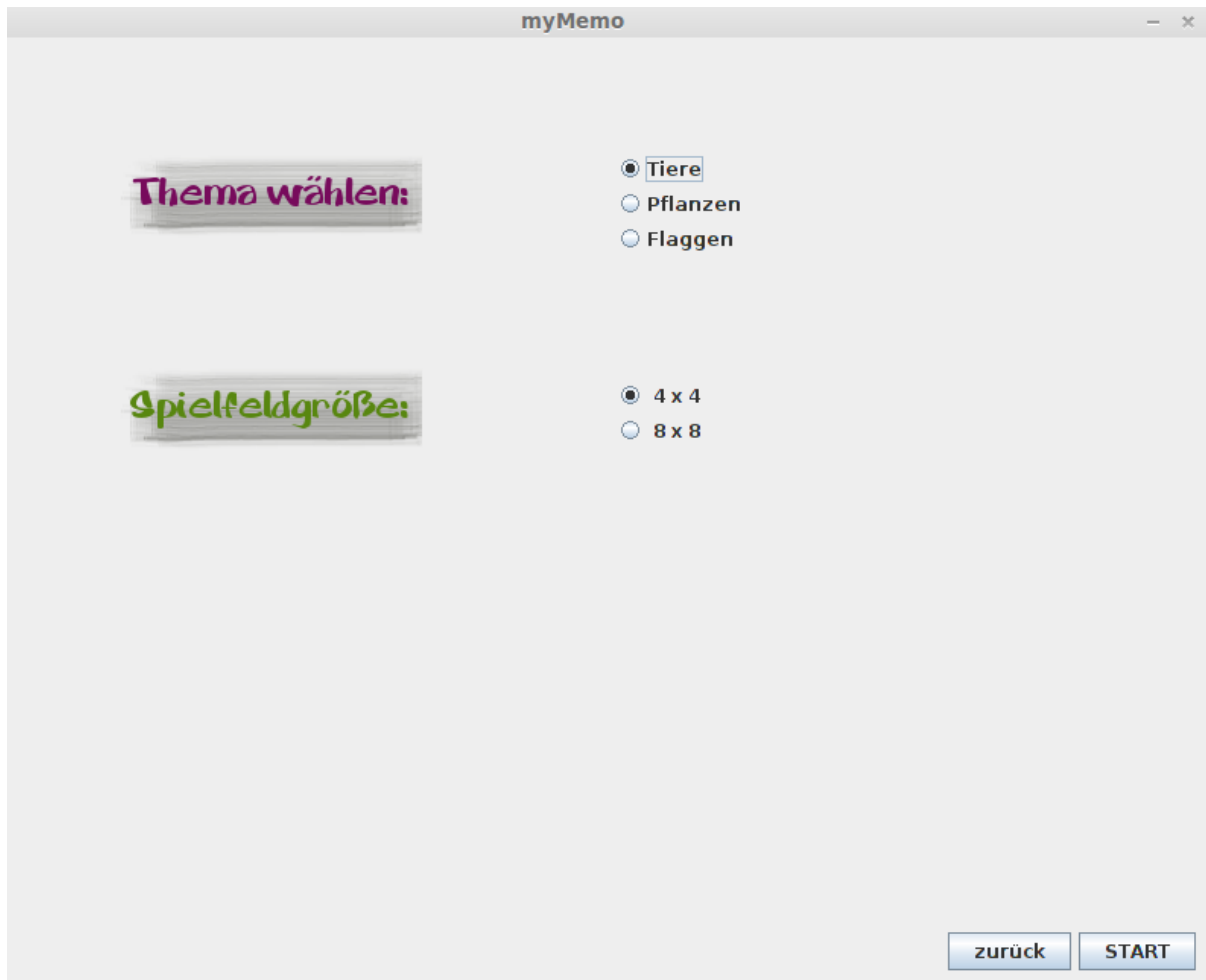 myMemo
Thema wählen:
Tiere
Pflanzen
Flaggen
Spielfeldgröße:
4 x 4
8 x 8
zurück
START